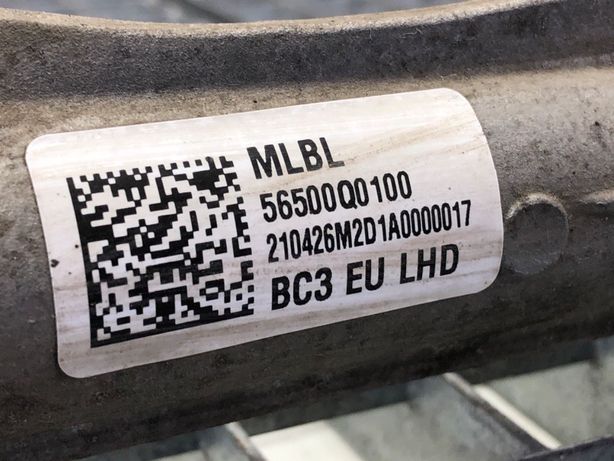 MLBL
56500Q0100
210426M2D1A0000017
BC3 EU LHD